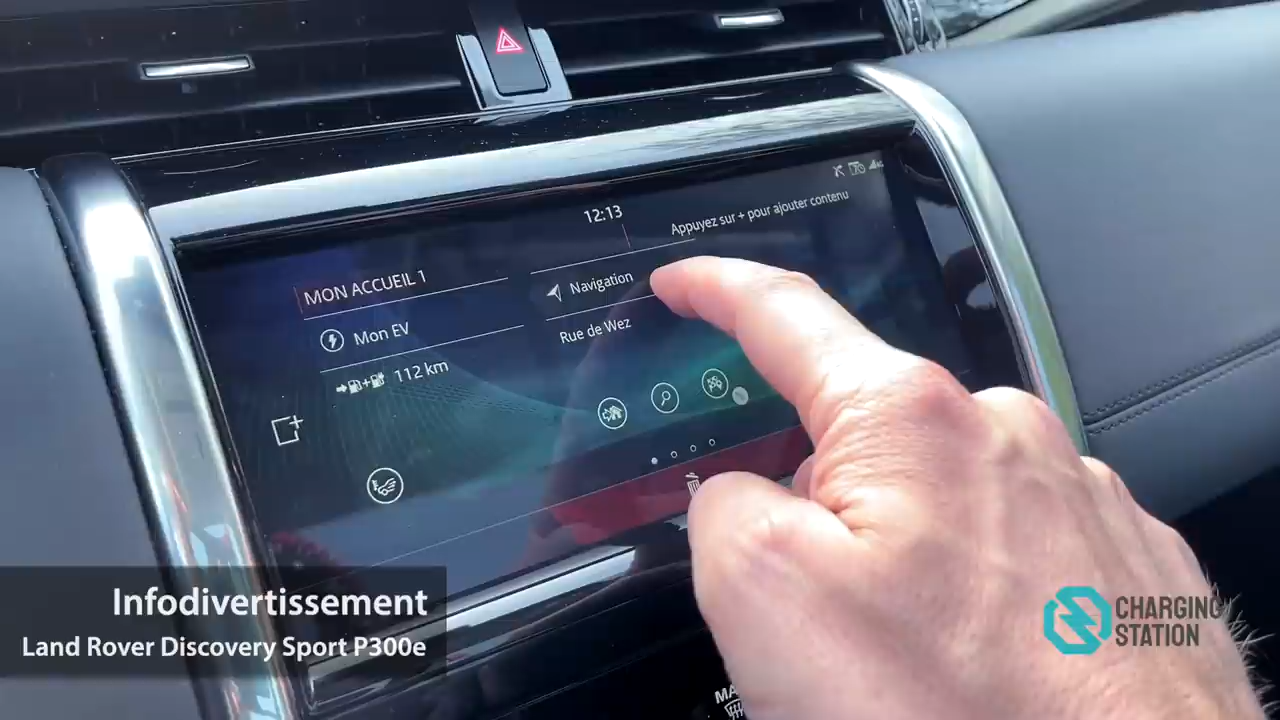 12:13
Appuyez sur + pour ajouter contenu
MON ACCUEIL 1
Navigation
Mon EV
Rue de Wez
112 km
Infodivertissement
Land Rover Discovery Sport P300e
CHARGING
STATION